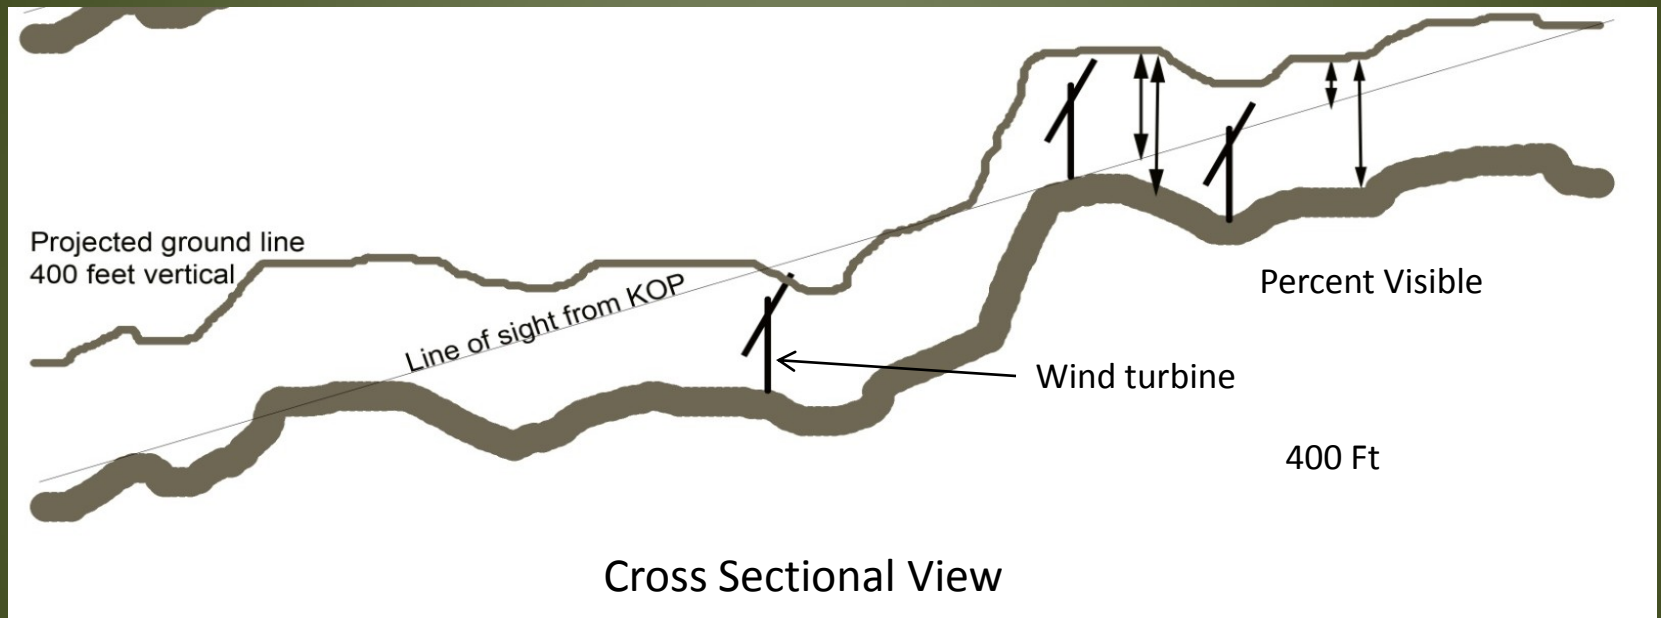 Projected ground line
400 feet vertical
Line of sight from KOP
Percent Visible
Wind turbine
400 Ft
Cross Sectional View